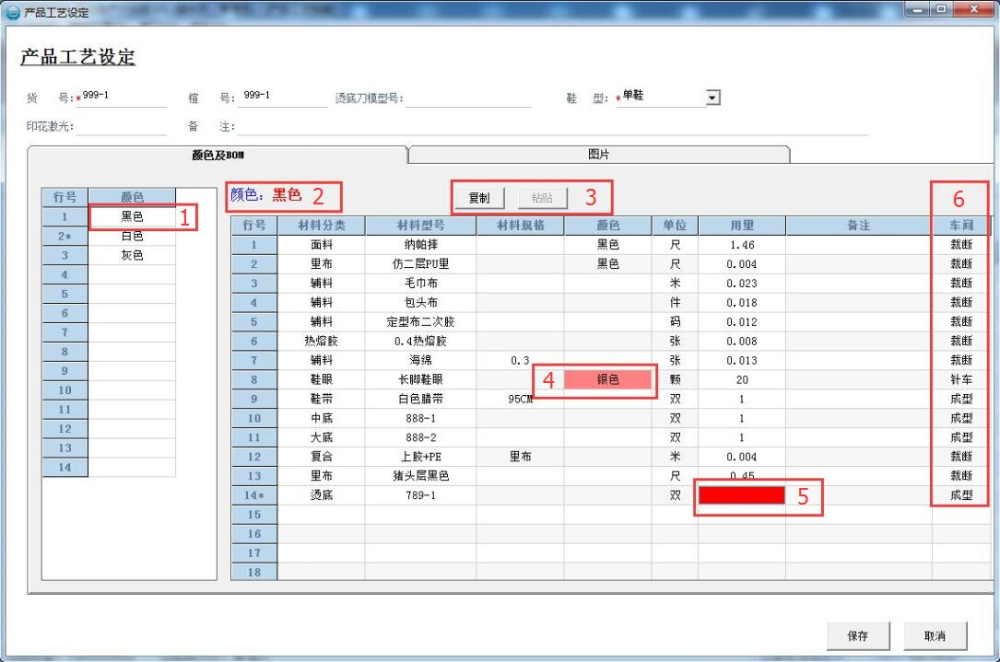 产品工艺设定
产品工艺设定
货 号:*999-1 楦 号: 999-1 烫底刀模型号: 鞋 型: *单鞋
印花激光: 备 注:
颜色及BOM 图片
行号 颜色
1 黑色 1
2* 白色
3 灰色
4
5
6
7
8
9
10
11
12
13
14
颜色: 黑色 2 复制 粘贴 3 6
行号 材料分类 材料型号 材料规格 颜色 单位 用量 备注 车间
1 面料 纳帕摔 黑色 尺 1.46 裁断
2 里布 仿二层PU里 黑色 尺 0.004 裁断
3 辅料 毛巾布 米 0.023 裁断
4 辅料 包头布 件 0.018 裁断
5 辅料 定型布二次胶 码 0.012 裁断
6 热熔胶 0.4热熔胶 张 0.008 裁断
7 辅料 海绵 0.3 张 0.013 裁断
8 鞋眼 长脚鞋眼 4 银色 颗 20 针车
9 鞋带 白色腊带 95CM 双 1 成型
10 中底 888-1 双 1 成型
11 大底 888-2 双 1 成型
12 复合 上胶+PE 里布 米 0.004 裁断
13 里布 猪头层黑色 尺 0.45 裁断
14* 烫底 789-1 双 5 成型
15
16
17
18
保存 取消